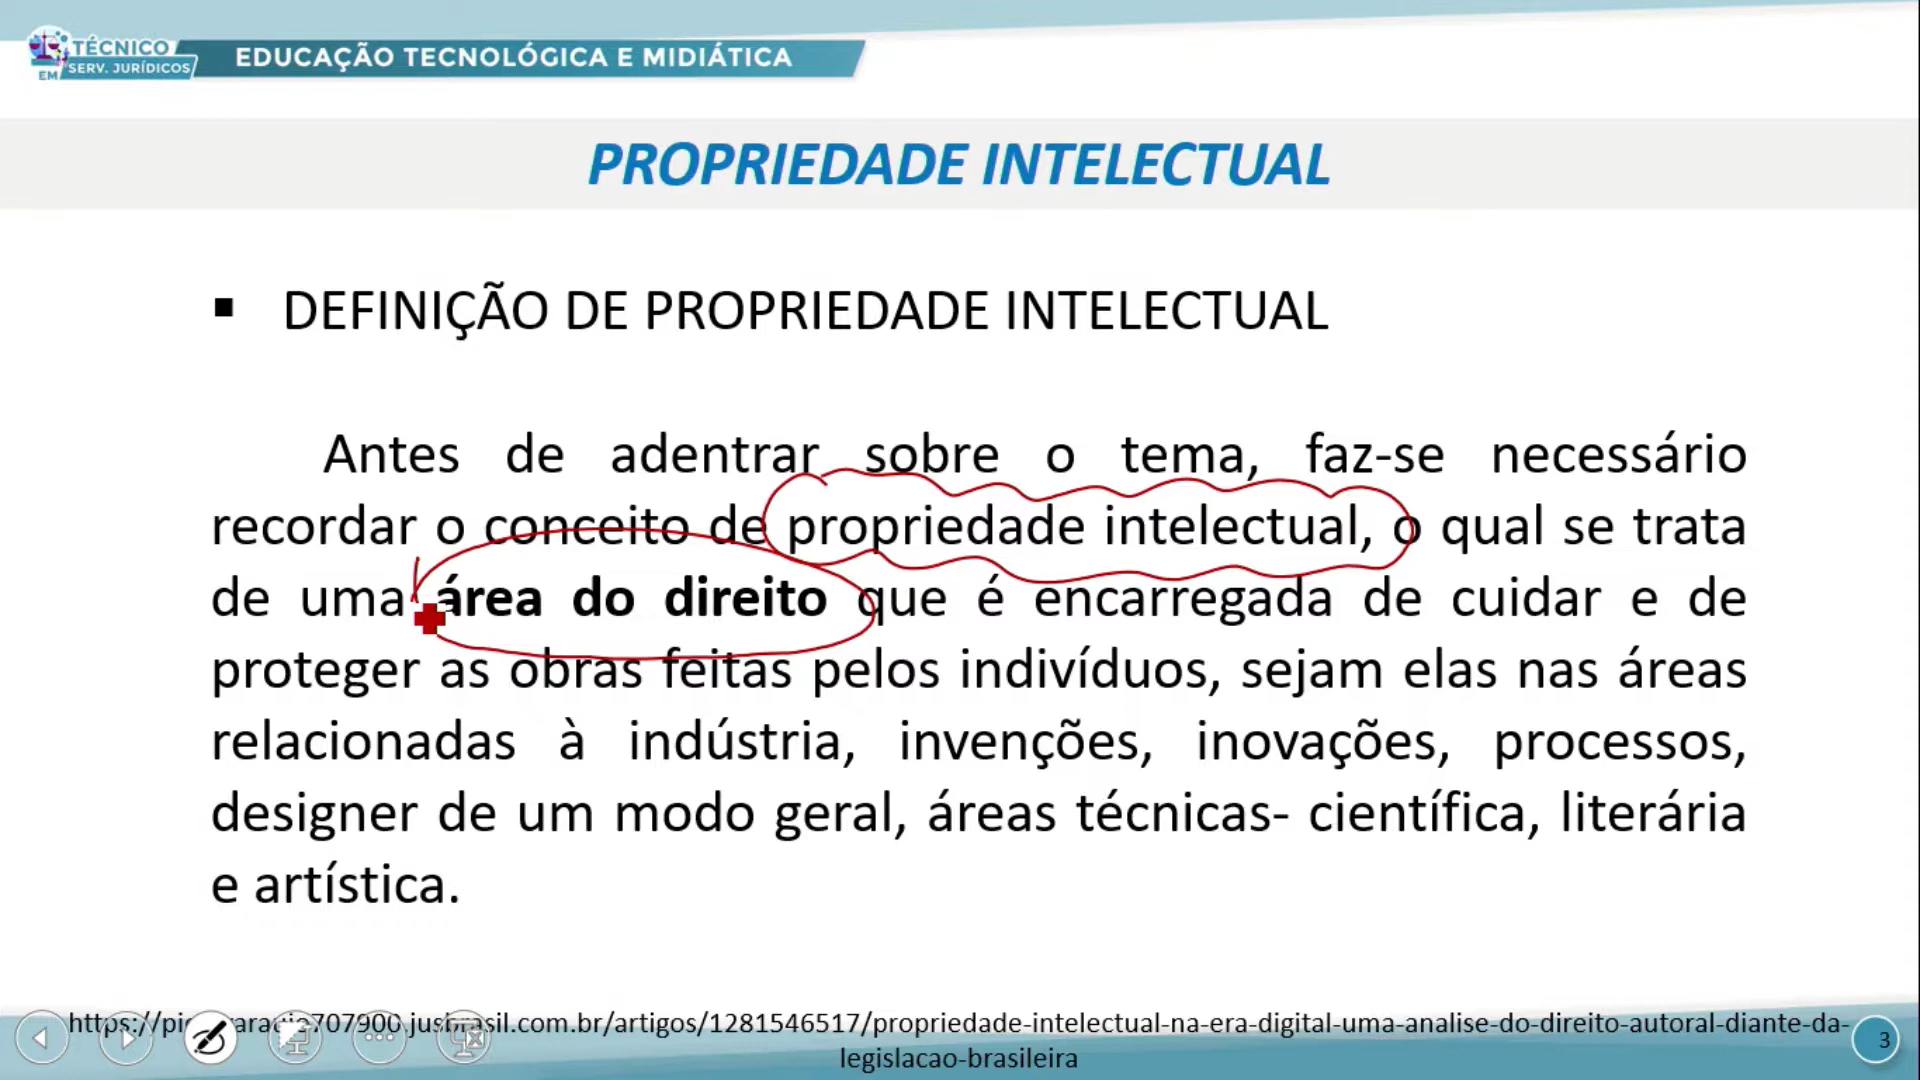 TÉCNICO
EM SERV. JURÍDICOS
EDUCAÇÃO TECNOLÓGICA E MIDIÁTICA
PROPRIEDADE INTELECTUAL
▪ DEFINIÇÃO DE PROPRIEDADE INTELECTUAL
Antes de adentrar sobre o tema, faz-se necessário
recordar o conceito de propriedade intelectual, o qual se trata
de uma área do direito que é encarregada de cuidar e de
proteger as obras feitas pelos indivíduos, sejam elas nas áreas
relacionadas à indústria, invenções, inovações, processos,
designer de um modo geral, áreas técnicas- científica, literária
e artística.
707900.jusbrasil.com.br/artigos/1281546517/propriedade-intelectual-na-era-digital-uma-analise-do-direito-autoral-diante-da-
legislacao-brasileira
3